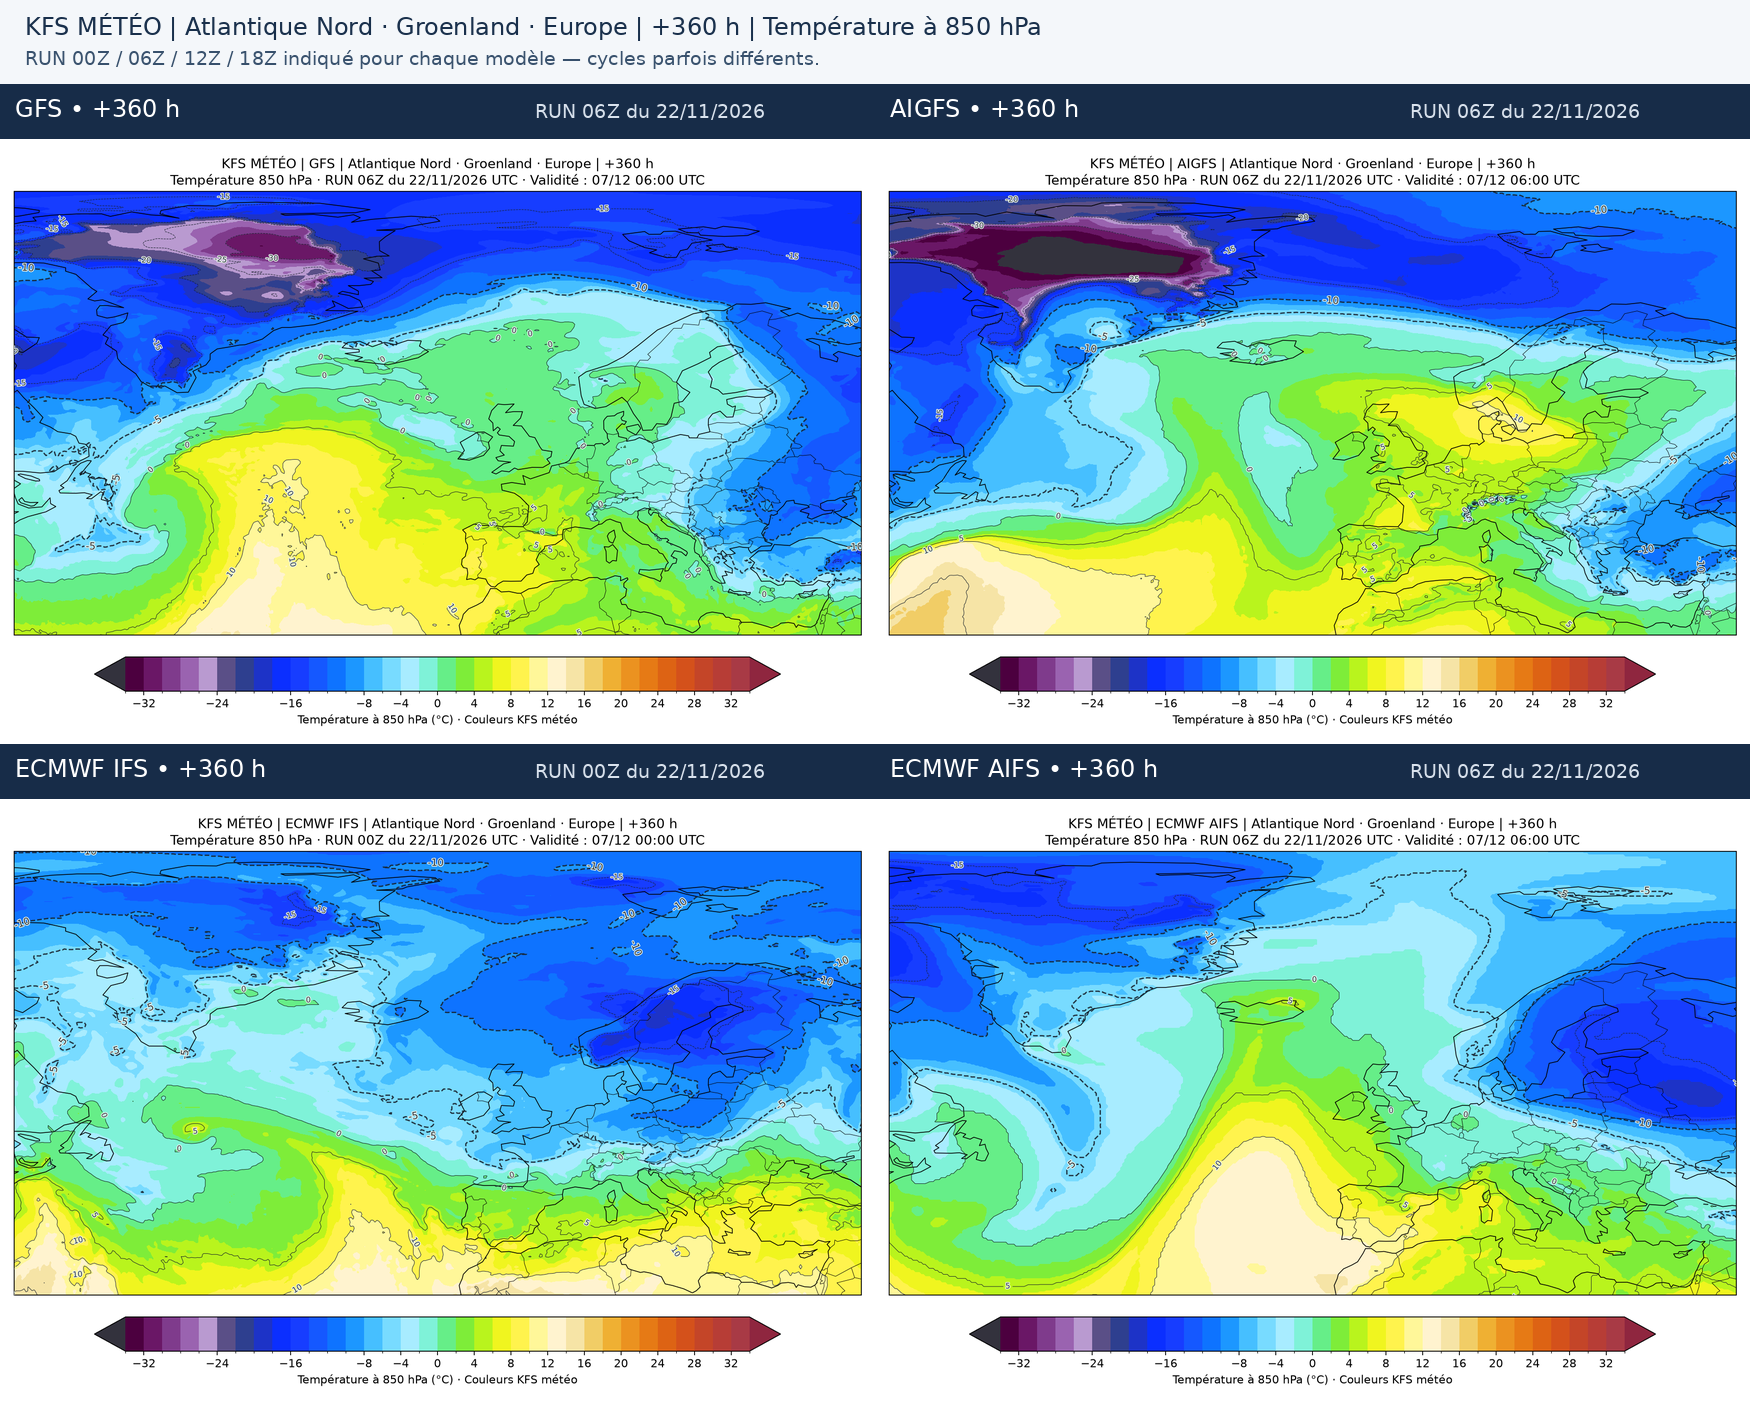 KFS MÉTÉO | Atlantique Nord · Groenland · Europe | +360 h | Température à 850 hPa
RUN 00Z / 06Z / 12Z / 18Z indiqué pour chaque modèle — cycles parfois différents.
GFS • +360 h
RUN 06Z du 22/11/2026
AIGFS • +360 h
RUN 06Z du 22/11/2026
KFS MÉTÉO | GFS | Atlantique Nord · Groenland · Europe | +360 h
Température 850 hPa · RUN 06Z du 22/11/2026 UTC · Validité : 07/12 06:00 UTC
KFS MÉTÉO | AIGFS | Atlantique Nord · Groenland · Europe | +360 h
Température 850 hPa · RUN 06Z du 22/11/2026 UTC · Validité : 07/12 06:00 UTC
−32 −24 −16 −8 −4 0 4 8 12 16 20 24 28 32
Température à 850 hPa (°C) · Couleurs KFS météo
−32 −24 −16 −8 −4 0 4 8 12 16 20 24 28 32
Température à 850 hPa (°C) · Couleurs KFS météo
ECMWF IFS • +360 h
RUN 00Z du 22/11/2026
ECMWF AIFS • +360 h
RUN 06Z du 22/11/2026
KFS MÉTÉO | ECMWF IFS | Atlantique Nord · Groenland · Europe | +360 h
Température 850 hPa · RUN 00Z du 22/11/2026 UTC · Validité : 07/12 00:00 UTC
KFS MÉTÉO | ECMWF AIFS | Atlantique Nord · Groenland · Europe | +360 h
Température 850 hPa · RUN 06Z du 22/11/2026 UTC · Validité : 07/12 06:00 UTC
−32 −24 −16 −8 −4 0 4 8 12 16 20 24 28 32
Température à 850 hPa (°C) · Couleurs KFS météo
−32 −24 −16 −8 −4 0 4 8 12 16 20 24 28 32
Température à 850 hPa (°C) · Couleurs KFS météo